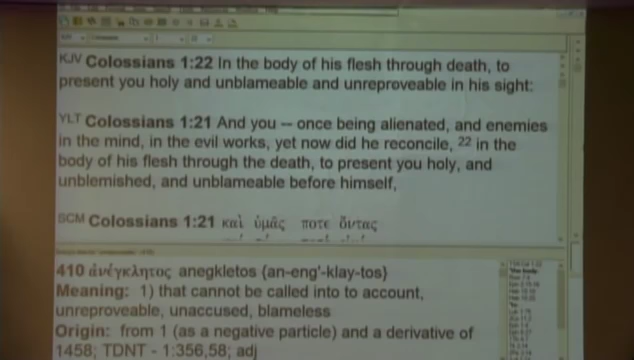 KJV Colossians 1:22 In the body of his flesh through death, to
present you holy and unblameable and unreproveable in his sight:
YLT Colossians 1:21 And you -- once being alienated, and enemies
in the mind, in the evil works, yet now did he reconcile, 22 in the
body of his flesh through the death, to present you holy, and
unblemished, and unblameable before himself,
SCM Colossians 1:21 καὶ ὑμᾶς ποτε ὄντας
410 ἀνέγκλητος anegkletos {an-eng'-klay-tos}
Meaning: 1) that cannot be called into to account,
unreproveable, unaccused, blameless
Origin: from 1 (as a negative particle) and a derivative of
1458; TDNT - 1:356,58; adj